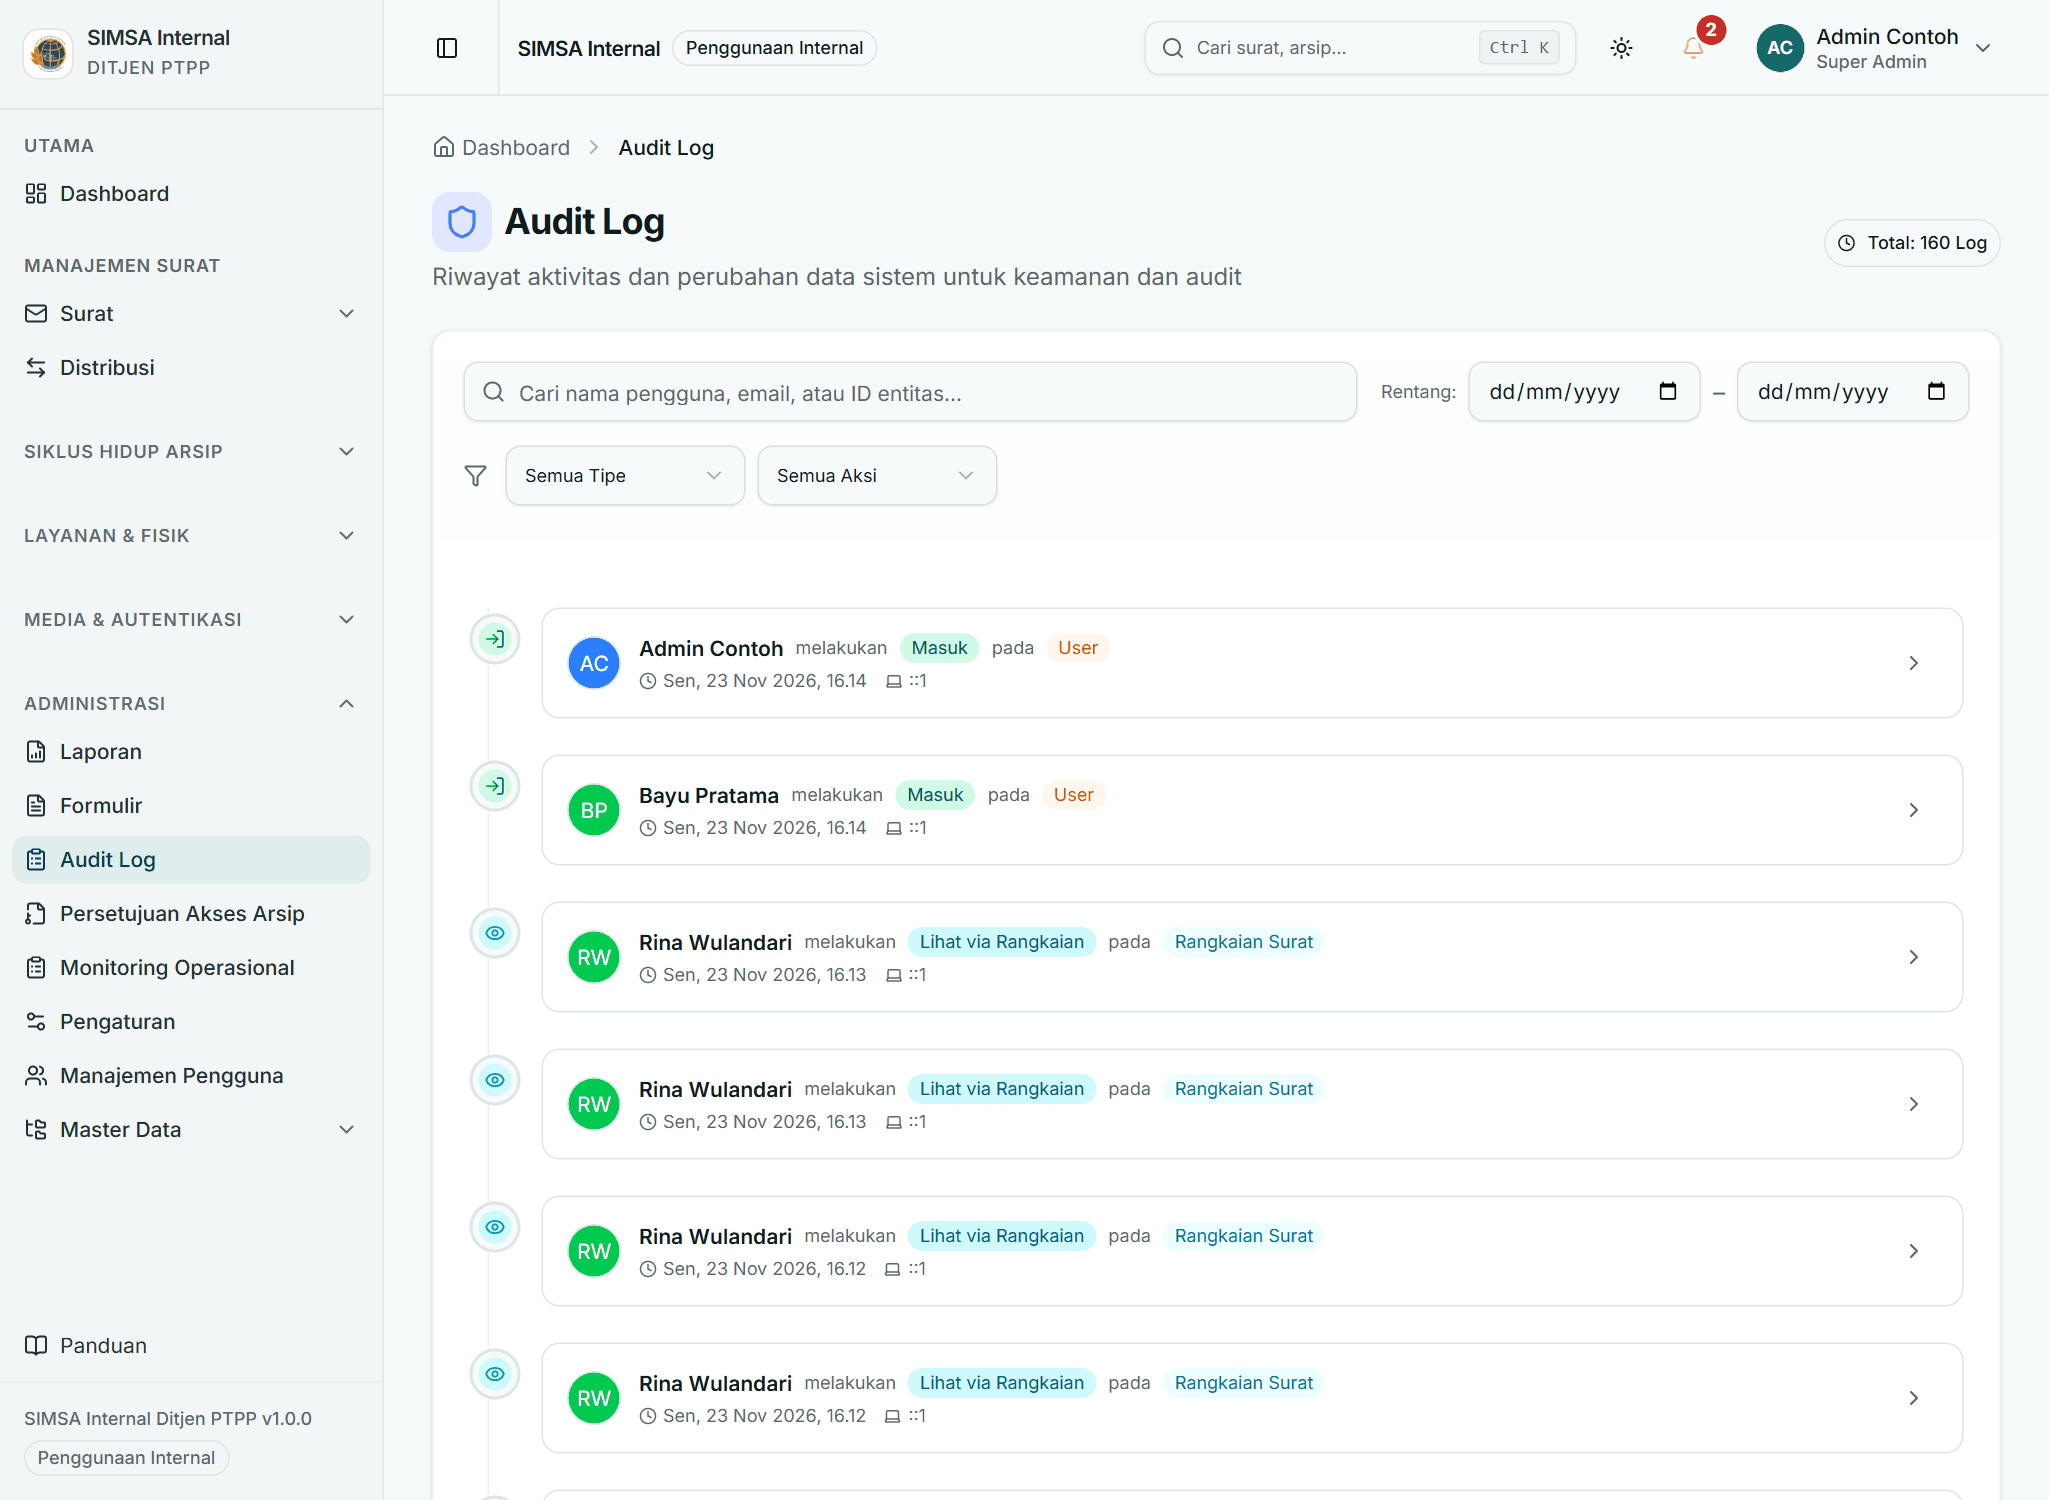 SIMSA Internal
DITJEN PTPP
UTAMA
Dashboard
MANAJEMEN SURAT
Surat
Distribusi
SIKLUS HIDUP ARSIP
LAYANAN & FISIK
MEDIA & AUTENTIKASI
ADMINISTRASI
Laporan
Formulir
Audit Log
Persetujuan Akses Arsip
Monitoring Operasional
Pengaturan
Manajemen Pengguna
Master Data
Panduan
SIMSA Internal Ditjen PTPP v1.0.0
Penggunaan Internal
SIMSA Internal Penggunaan Internal
Cari surat, arsip... Ctrl K
2
AC Admin Contoh
Super Admin
Dashboard > Audit Log
Audit Log
Riwayat aktivitas dan perubahan data sistem untuk keamanan dan audit
Total: 160 Log
Cari nama pengguna, email, atau ID entitas... Rentang: dd/mm/yyyy – dd/mm/yyyy
Semua Tipe Semua Aksi
AC Admin Contoh melakukan Masuk pada User
Sen, 23 Nov 2026, 16.14 ::1
BP Bayu Pratama melakukan Masuk pada User
Sen, 23 Nov 2026, 16.14 ::1
RW Rina Wulandari melakukan Lihat via Rangkaian pada Rangkaian Surat
Sen, 23 Nov 2026, 16.13 ::1
RW Rina Wulandari melakukan Lihat via Rangkaian pada Rangkaian Surat
Sen, 23 Nov 2026, 16.13 ::1
RW Rina Wulandari melakukan Lihat via Rangkaian pada Rangkaian Surat
Sen, 23 Nov 2026, 16.12 ::1
RW Rina Wulandari melakukan Lihat via Rangkaian pada Rangkaian Surat
Sen, 23 Nov 2026, 16.12 ::1